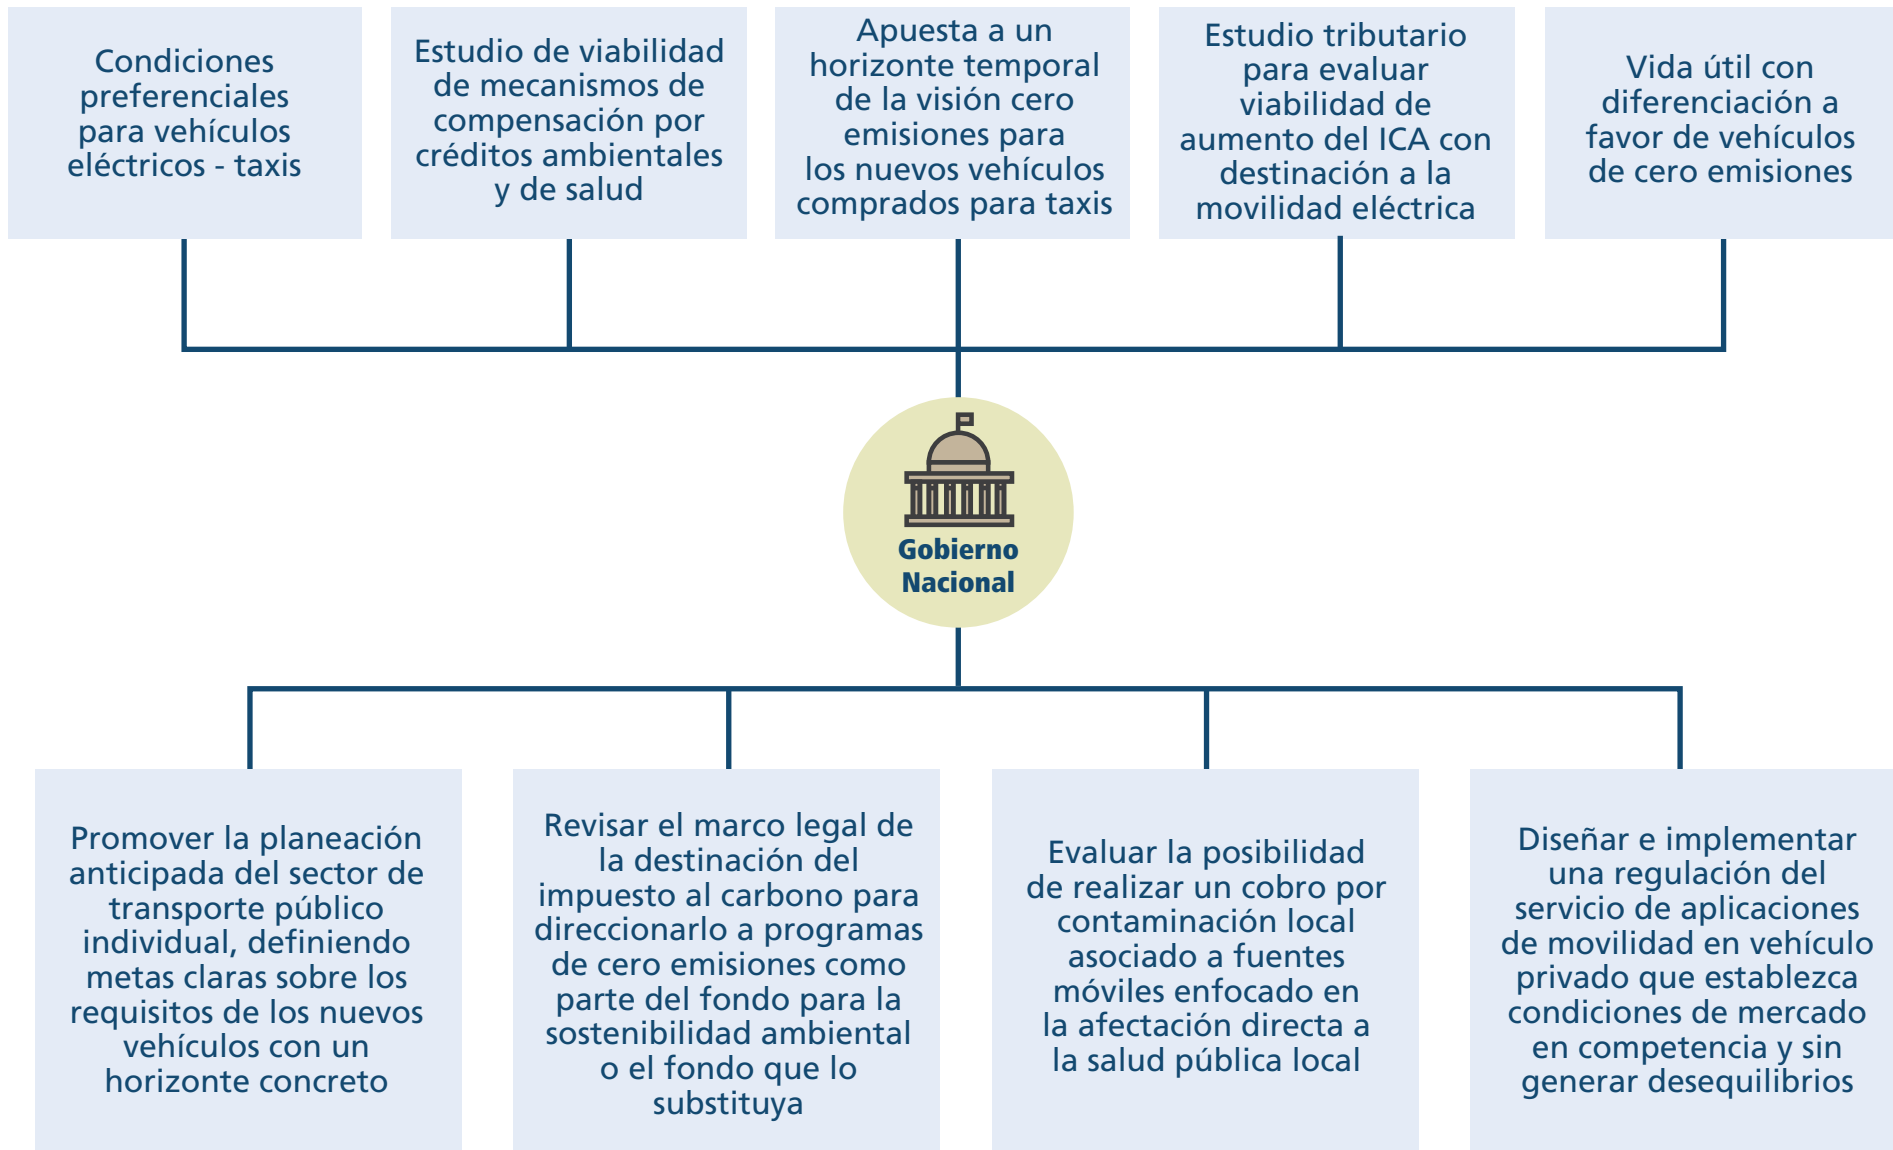 Condiciones
preferenciales
para vehículos
eléctricos - taxis
Estudio de viabilidad
de mecanismos de
compensación por
créditos ambientales
y de salud
Apuesta a un
horizonte temporal
de la visión cero
emisiones para
los nuevos vehículos
comprados para taxis
Estudio tributario
para evaluar
viabilidad de
aumento del ICA con
destinación a la
movilidad eléctrica
Vida útil con
diferenciación a
favor de vehículos
de cero emisiones
Gobierno
Nacional
Promover la planeación
anticipada del sector de
transporte público
individual, definiendo
metas claras sobre los
requisitos de los nuevos
vehículos con un
horizonte concreto
Revisar el marco legal de
la destinación del
impuesto al carbono para
direccionarlo a programas
de cero emisiones como
parte del fondo para la
sostenibilidad ambiental
o el fondo que lo
substituya
Evaluar la posibilidad
de realizar un cobro por
contaminación local
asociado a fuentes
móviles enfocado en
la afectación directa a
la salud pública local
Diseñar e implementar
una regulación del
servicio de aplicaciones
de movilidad en vehículo
privado que establezca
condiciones de mercado
en competencia y sin
generar desequilibrios